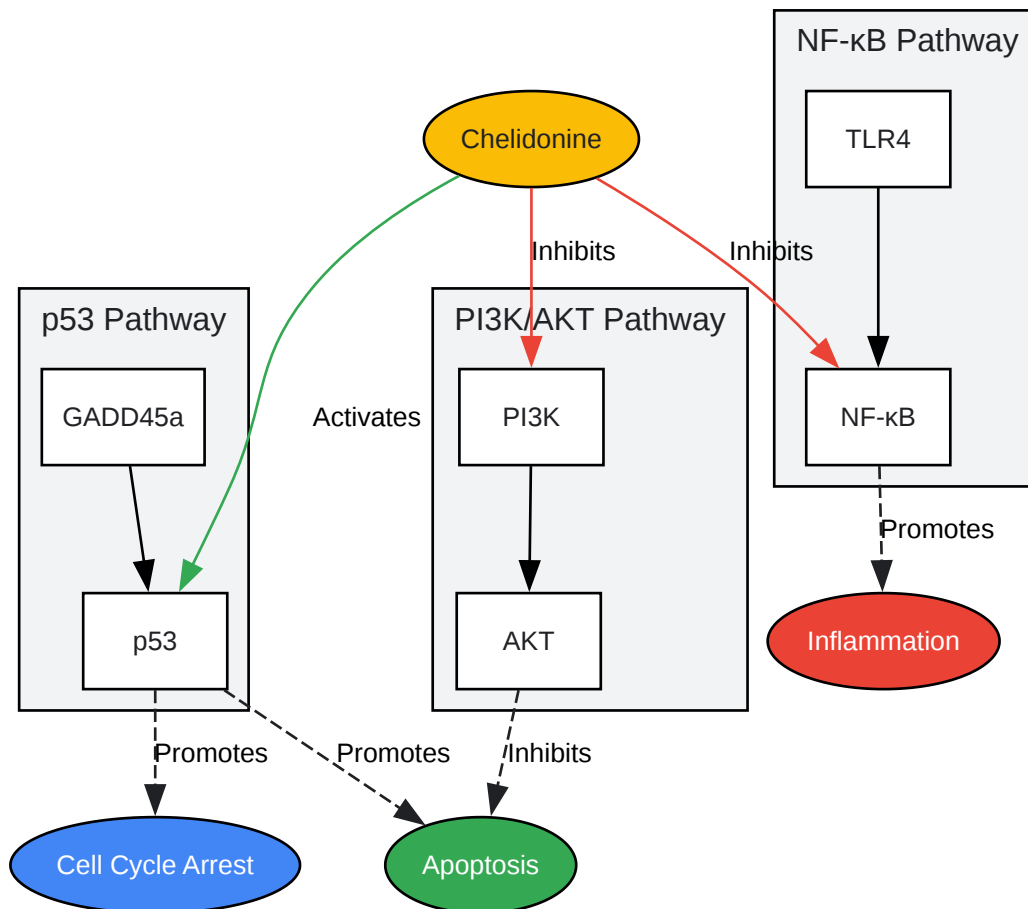 NF-κB Pathway
Chelidonine
TLR4
Inhibits
Inhibits
p53 Pathway
PI3K/AKT Pathway
GADD45a
Activates
PI3K
NF-κB
Promotes
p53
AKT
Inflammation
Promotes
Promotes
Inhibits
Cell Cycle Arrest
Apoptosis